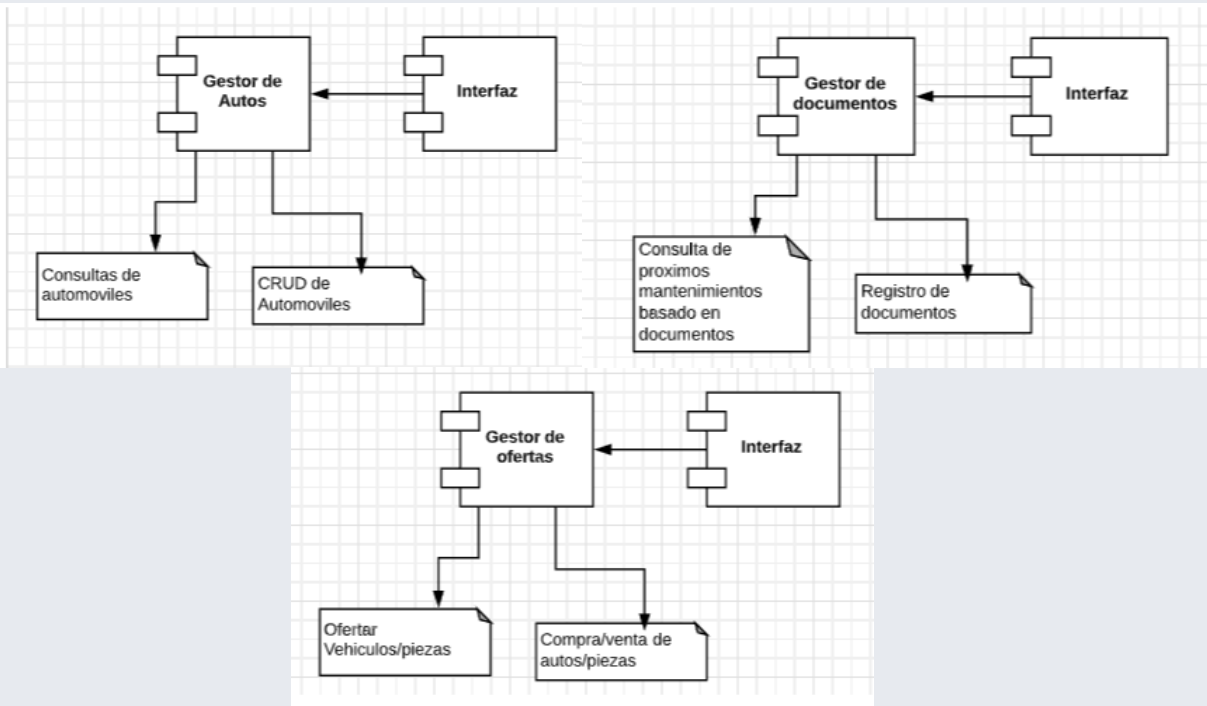 Gestor de
Autos
Interfaz
Consultas de
automoviles
CRUD de
Automoviles
Gestor de
documentos
Interfaz
Consulta de
proximos
mantenimientos
basado en
documentos
Registro de
documentos
Gestor de
ofertas
Interfaz
Ofertar
Vehiculos/piezas
Compra/venta de
autos/piezas